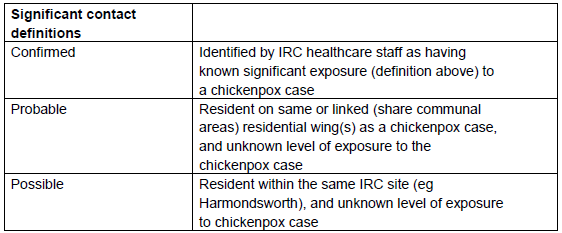 Significant contact
definitions
Confirmed
Identified by IRC healthcare staff as having
known significant exposure (definition above) to
a chickenpox case
Probable
Resident on same or linked (share communal
areas) residential wing(s) as a chickenpox case,
and unknown level of exposure to the
chickenpox case
Possible
Resident within the same IRC site (eg
Harmondsworth), and unknown level of exposure
to chickenpox case